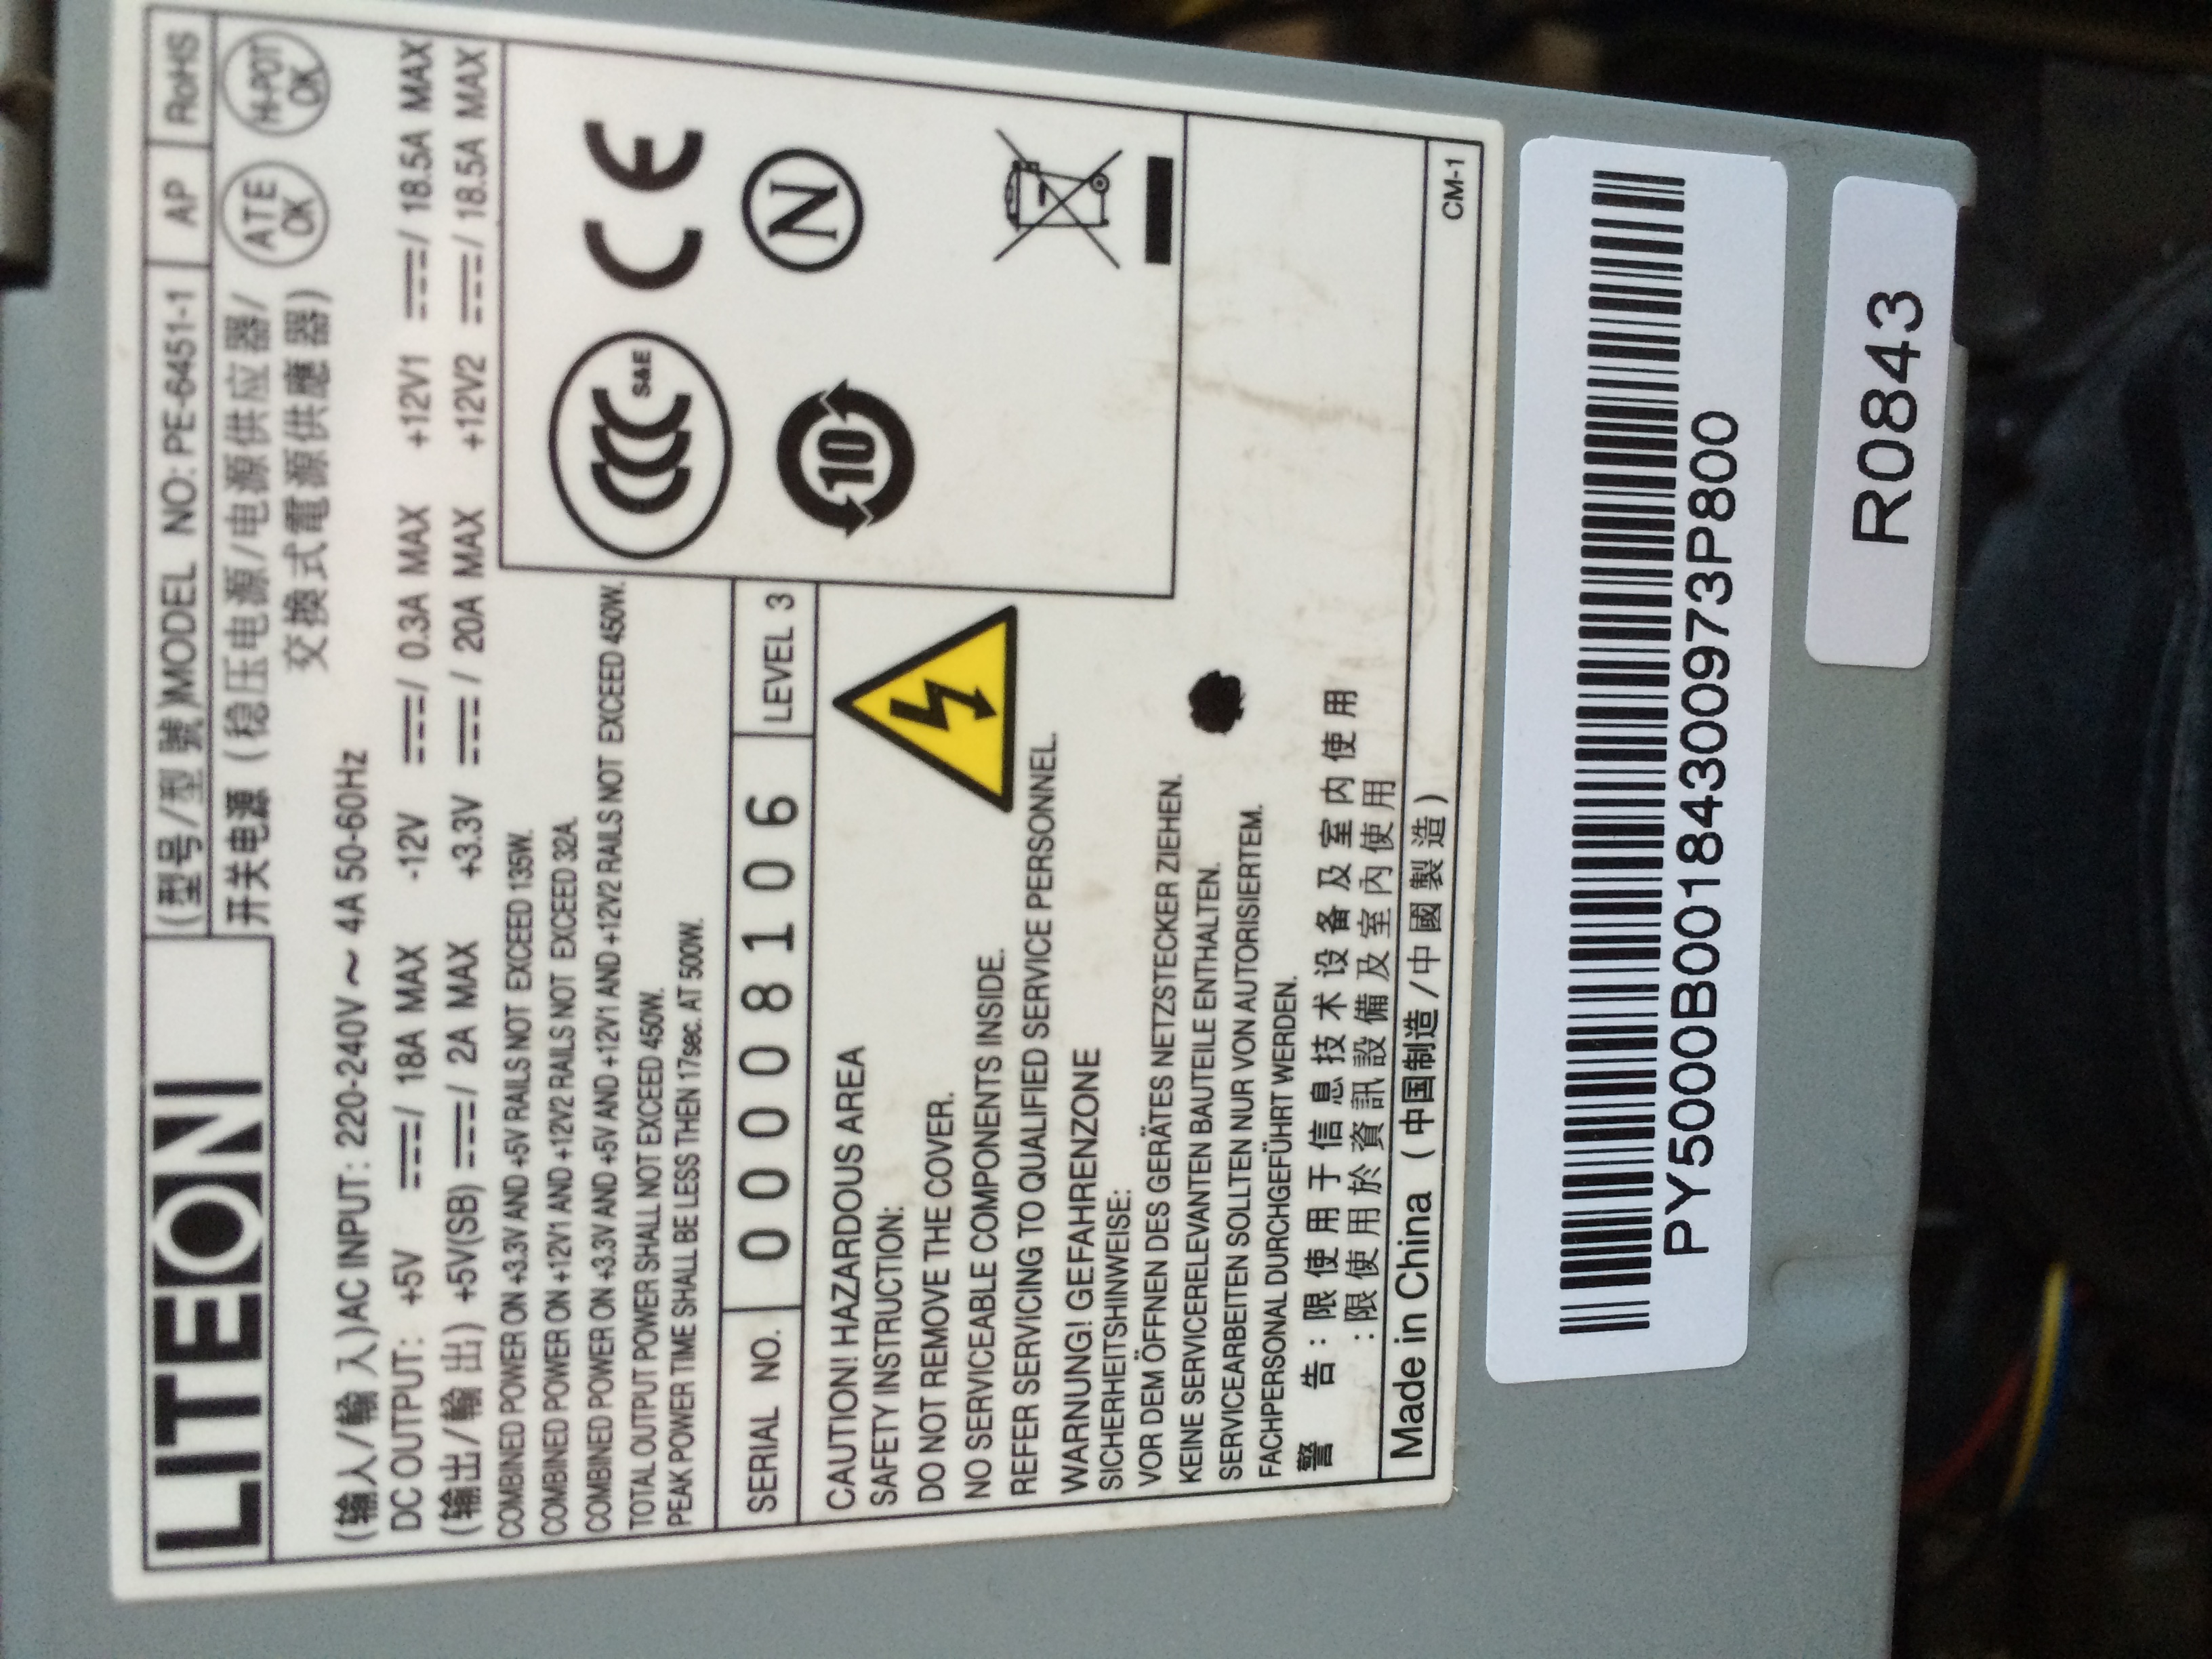 LITEON
(型号/型號)MODEL NO: PE-6451-1 AP RoHS
开关电源 (稳压电源/电源供应器/
交換式電源供應器)
ATE OK
HI-POT OK
(输入/輸入)AC INPUT: 220-240V ~ 4A 50-60Hz
DC OUTPUT: +5V ⎓/ 18A MAX -12V ⎓/ 0.3A MAX +12V1 ⎓/ 18.5A MAX
(输出/輸出) +5V(SB) ⎓/ 2A MAX +3.3V ⎓/ 20A MAX +12V2 ⎓/ 18.5A MAX
COMBINED POWER ON +3.3V AND +5V RAILS NOT EXCEED 135W.
COMBINED POWER ON +12V1 AND +12V2 RAILS NOT EXCEED 32A.
COMBINED POWER ON +3.3V AND +5V AND +12V1 AND +12V2 RAILS NOT EXCEED 450W.
TOTAL OUTPUT POWER SHALL NOT EXCEED 450W.
PEAK POWER TIME SHALL BE LESS THEN 17sec. AT 500W.
SERIAL NO. 0008106 LEVEL 3
CCC S&E
CE
10
N
CAUTION! HAZARDOUS AREA
SAFETY INSTRUCTION:
DO NOT REMOVE THE COVER.
NO SERVICEABLE COMPONENTS INSIDE.
REFER SERVICING TO QUALIFIED SERVICE PERSONNEL.
WARNUNG! GEFAHRENZONE
SICHERHEITSHINWEISE:
VOR DEM ÖFFNEN DES GERÄTES NETZSTECKER ZIEHEN.
KEINE SERVICERELEVANTEN BAUTEILE ENTHALTEN.
SERVICEARBEITEN SOLLTEN NUR VON AUTORISIERTEM.
FACHPERSONAL DURCHGEFÜHRT WERDEN.
警 告:限使用于信息技术设备及室内使用
:限使用於資訊設備及室內使用
Made in China (中国制造/中國製造)
CM-1
PY5000B00184300973P800
R0843